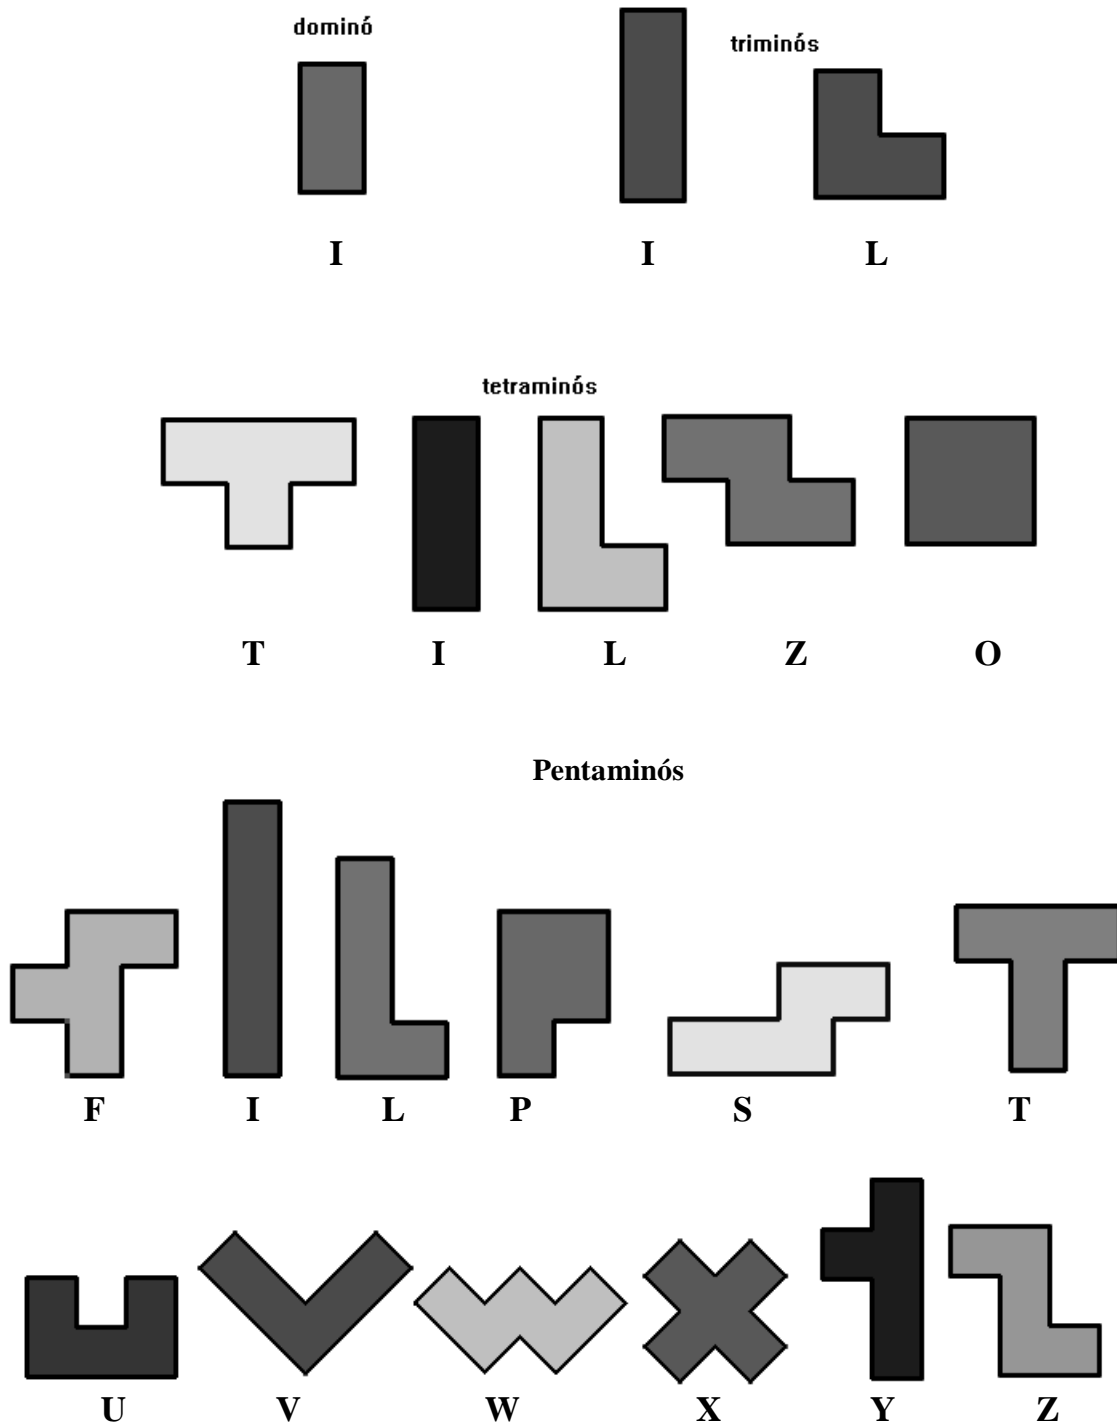 dominó
triminós
I I L
tetraminós
T I L Z O
Pentaminós
F I L P S T
U V W X Y Z